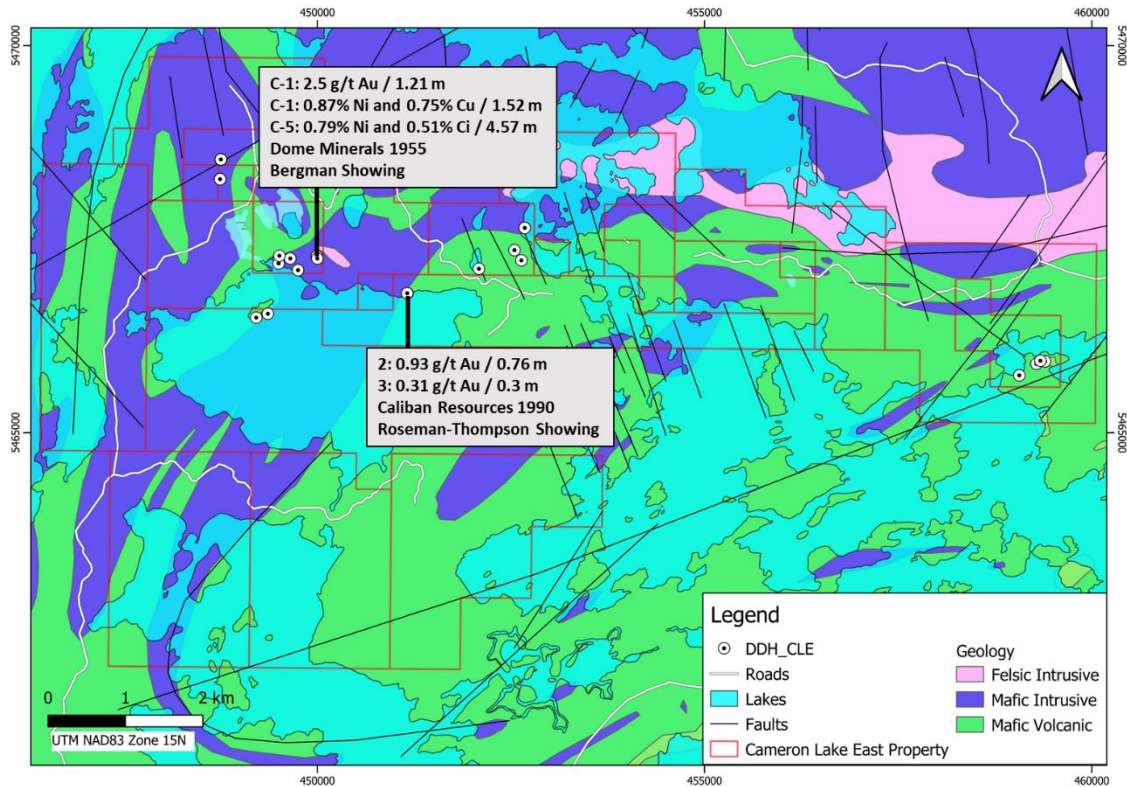 450000
455000
460000
5470000
5470000
C-1: 2.5 g/t Au / 1.21 m
C-1: 0.87% Ni and 0.75% Cu / 1.52 m
C-5: 0.79% Ni and 0.51% Ci / 4.57 m
Dome Minerals 1955
Bergman Showing
2: 0.93 g/t Au / 0.76 m
3: 0.31 g/t Au / 0.3 m
Caliban Resources 1990
Roseman-Thompson Showing
5465000
5465000
Legend
DDH_CLE
Roads
Lakes
Faults
Cameron Lake East Property
Geology
Felsic Intrusive
Mafic Intrusive
Mafic Volcanic
0 1 2 km
UTM NAD83 Zone 15N
450000
455000
460000